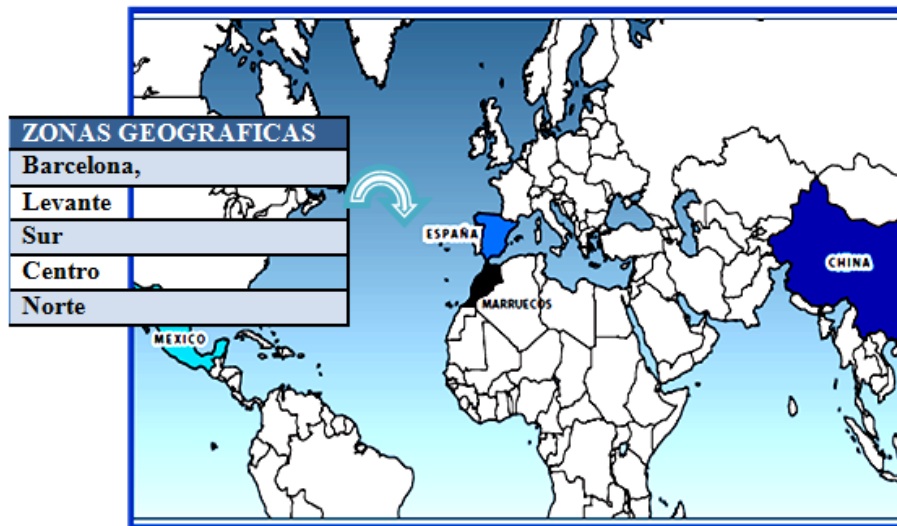 ZONAS GEOGRAFICAS
Barcelona,
Levante
Sur
Centro
Norte
ESPAÑA
CHINA
MARRUECOS
MEXICO